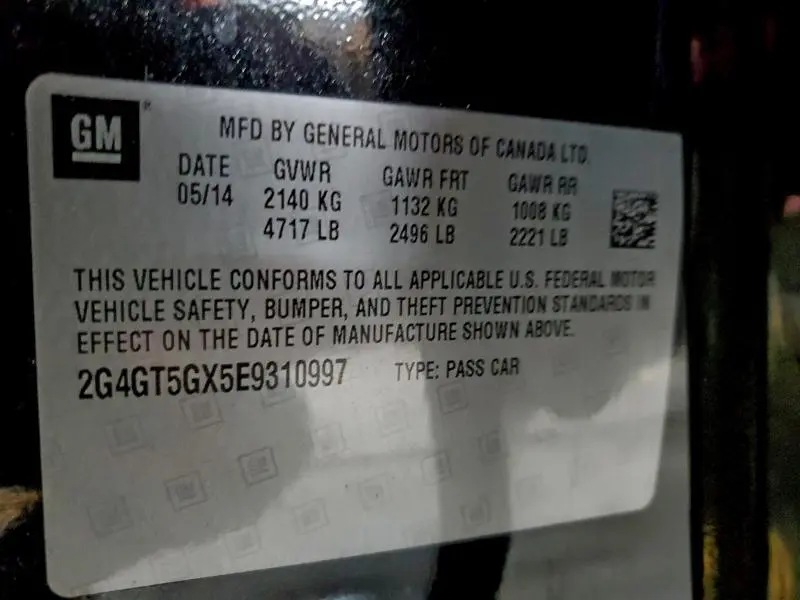 GM®
MFD BY GENERAL MOTORS OF CANADA LTD
DATE GVWR GAWR FRT GAWR RR
05/14 2140 KG 1132 KG 1008 KG
4717 LB 2496 LB 2221 LB
THIS VEHICLE CONFORMS TO ALL APPLICABLE U.S. FEDERAL MOTOR
VEHICLE SAFETY, BUMPER, AND THEFT PREVENTION STANDARDS IN
EFFECT ON THE DATE OF MANUFACTURE SHOWN ABOVE.
2G4GT5GX5E9310997 TYPE: PASS CAR